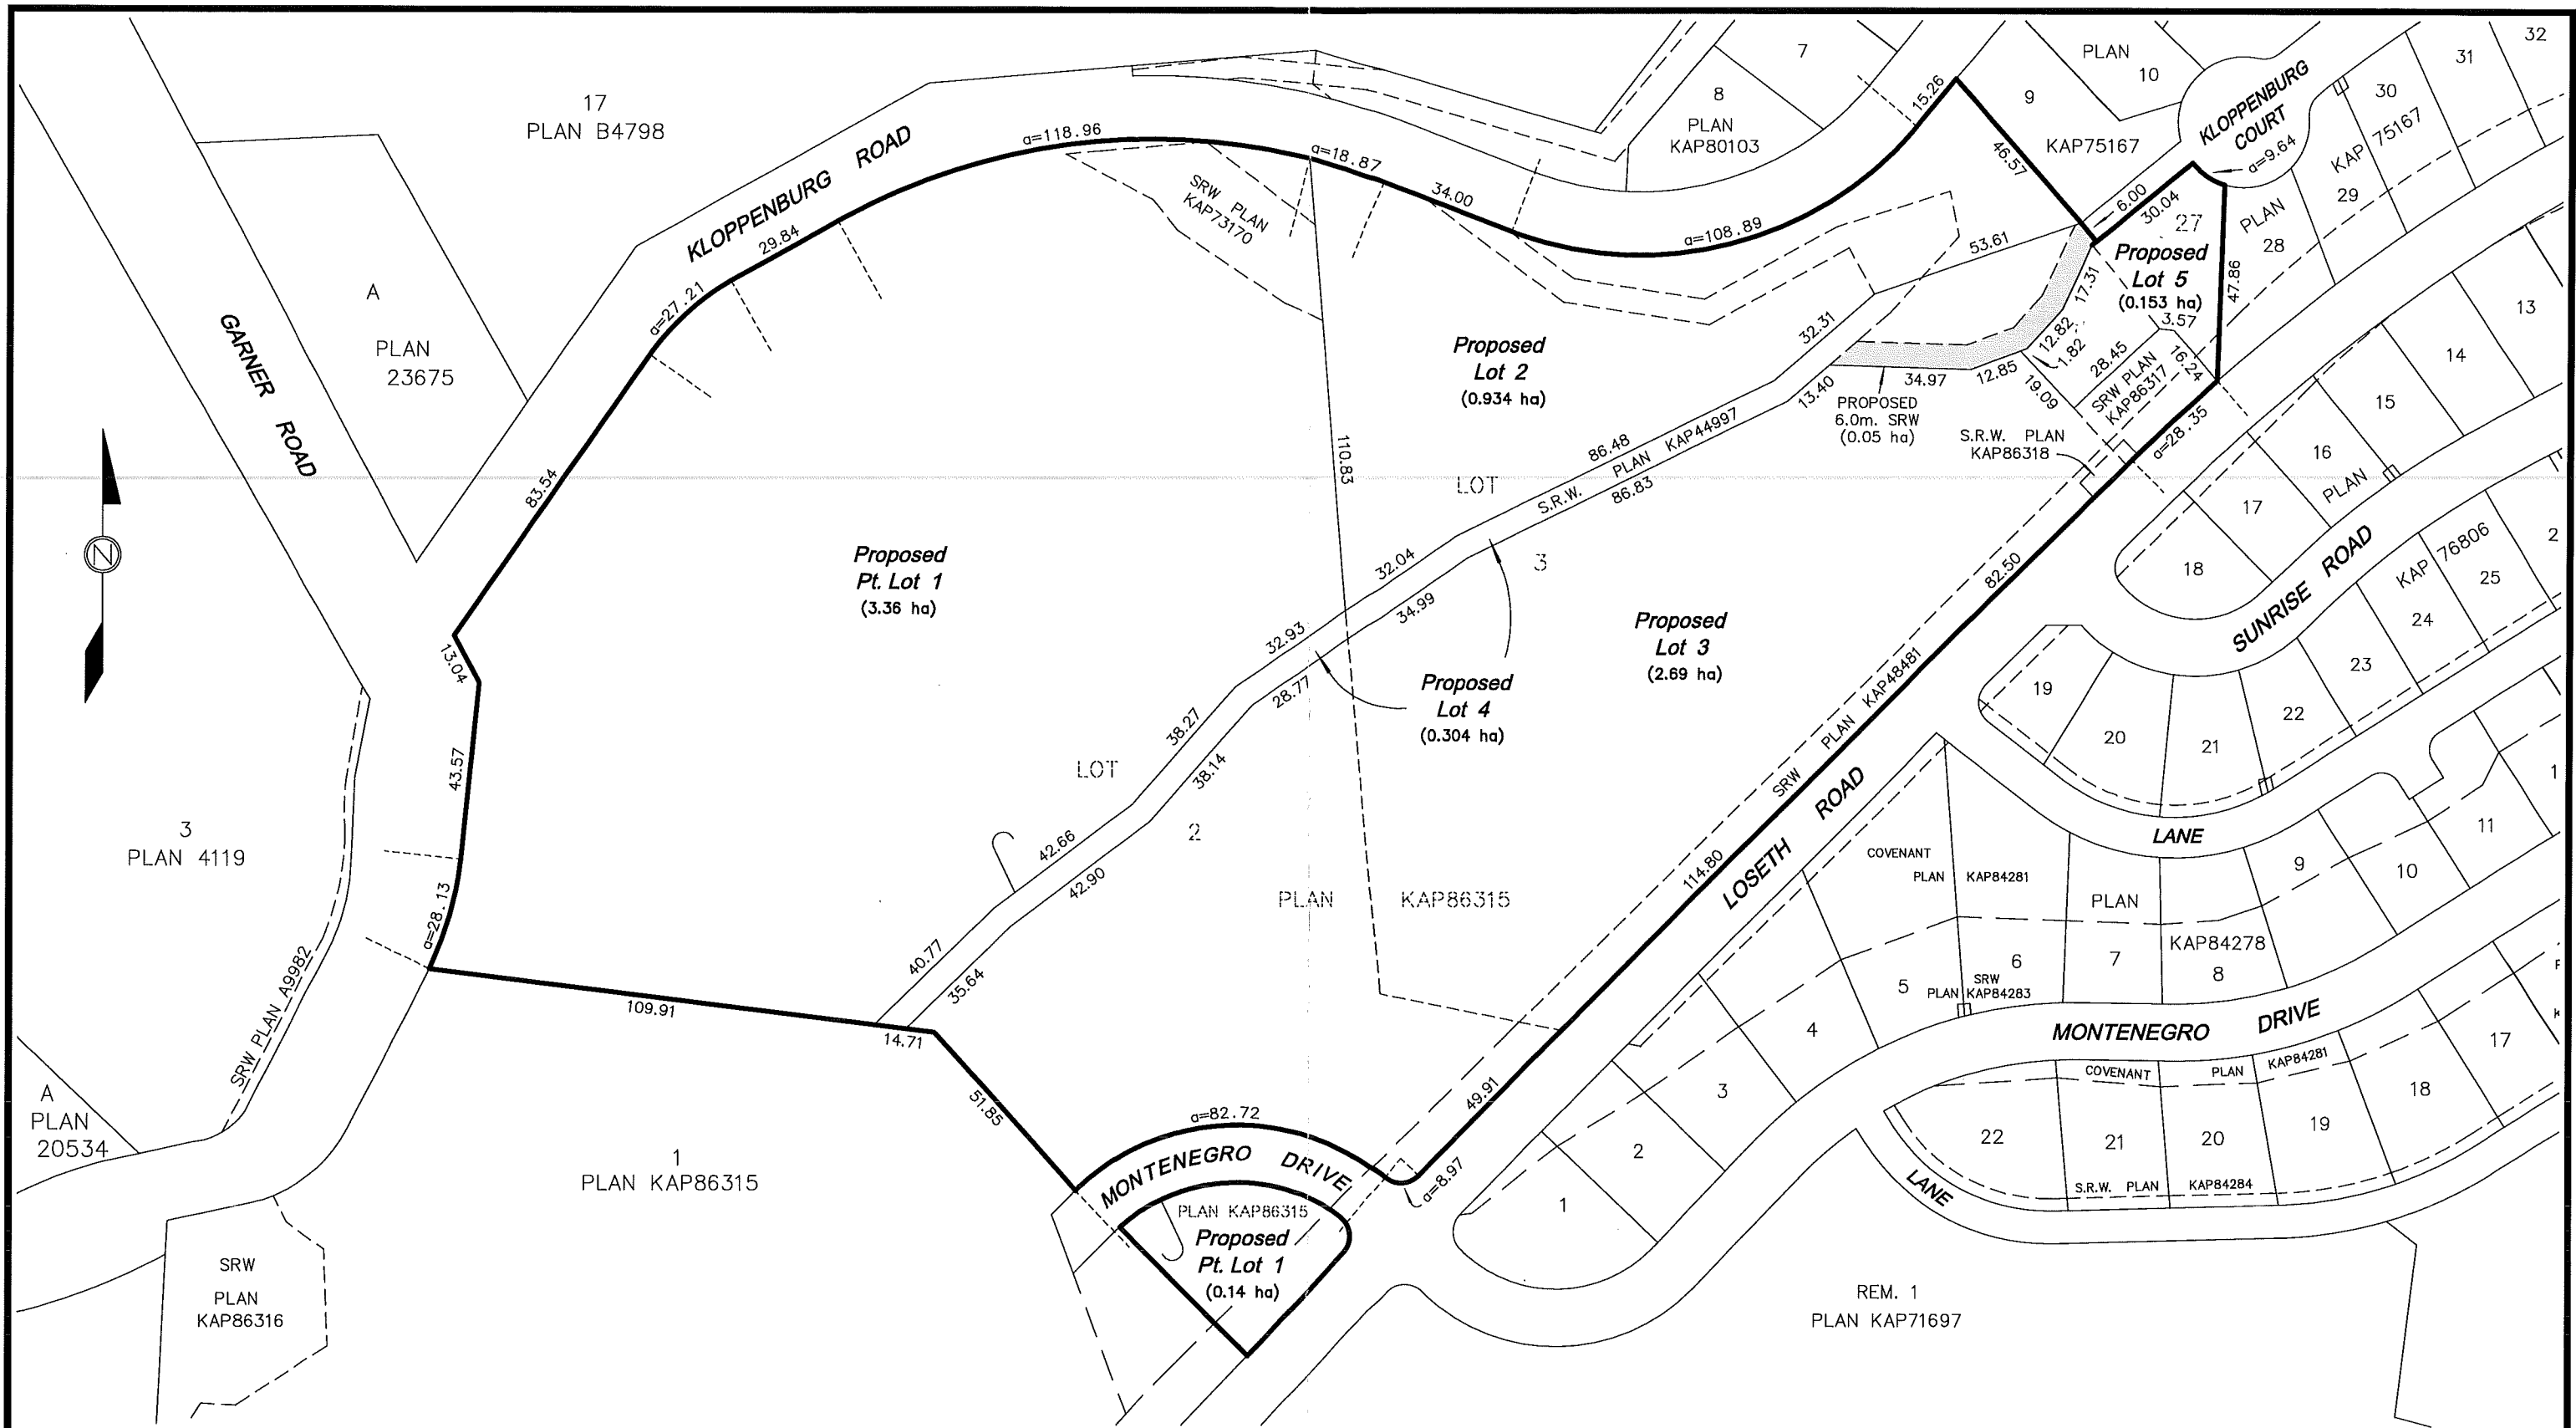 17
PLAN B4798
A
PLAN
23675
GARNER ROAD
KLOPPENBURG ROAD
a=118.96
29.84
a=27.21
83.54
13.04
43.57
a=28.13
109.91
14.71
51.85
a=18.87
34.00
a=108.89
15.26
46.57
SRW PLAN
KAP73170
7
8
PLAN
KAP80103
9
KAP75167
PLAN
10
KLOPPENBURG
COURT
a=9.64
6.00
30.04
27
Proposed
Lot 5
(0.153 ha)
47.86
3.57
17.31
12.82
1.82
28.45
16.24
SRW PLAN
KAP86317
19.09
12.85
34.97
13.40
32.31
53.61
PLAN
28
KAP 75167
29
30
31
32
PROPOSED
6.0m. SRW
(0.05 ha)
S.R.W. PLAN
KAP86318
a=28.35
Proposed
Lot 2
(0.934 ha)
110.83
86.48
S.R.W. PLAN KAP44997
86.83
LOT
3
Proposed
Pt. Lot 1
(3.36 ha)
32.04
34.99
32.93
28.77
Proposed
Lot 3
(2.69 ha)
Proposed
Lot 4
(0.304 ha)
38.27
38.14
LOT
2
42.66
42.90
40.77
35.64
PLAN KAP86315
82.50
SRW PLAN KAP48481
114.80
LOSETH ROAD
49.91
a=8.97
a=82.72
MONTENEGRO DRIVE
PLAN KAP86315
Proposed
Pt. Lot 1
(0.14 ha)
1
PLAN KAP86315
3
PLAN 4119
SRW PLAN A9982
A
PLAN
20534
SRW
PLAN
KAP86316
13
14
15
16
PLAN
17
18
SUNRISE ROAD
KAP 76806
25
24
23
22
21
20
19
LANE
COVENANT
PLAN KAP84281
PLAN
KAP84278
11
10
9
8
7
6
5
SRW
PLAN KAP84283
4
3
2
1
MONTENEGRO DRIVE
COVENANT PLAN KAP84281
17
18
19
20
21
22
S.R.W. PLAN KAP84284
LANE
REM. 1
PLAN KAP71697
N